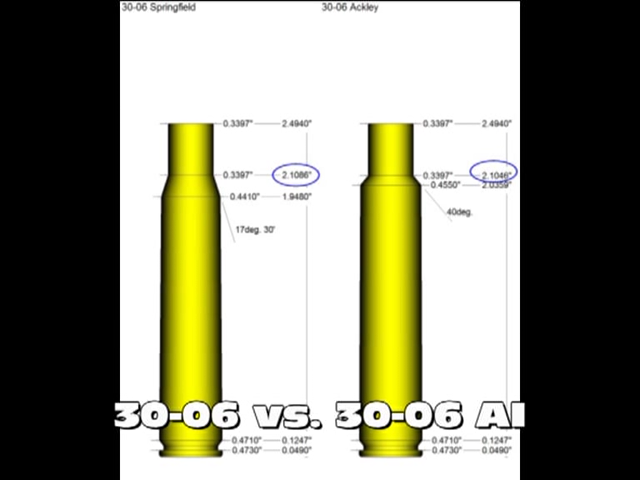 30-06 Springfield 30-06 Ackley
0.3397" 2.4940" 0.3397" 2.4940"
0.3397" 2.1086" 0.3397" 2.1046"
0.4550" 2.0359"
0.4410" 1.9480"
40deg.
17deg. 30'
30-06 vs. 30-06 AI
0.4710" 0.1247" 0.4710" 0.1247"
0.4730" 0.0490" 0.4730" 0.0490"